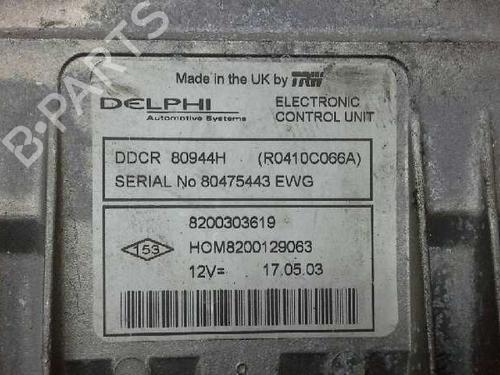 Made in the UK by TRW
DELPHI
Automotive Systems
ELECTRONIC
CONTROL UNIT
DDCR 80944H (R0410C066A)
SERIAL No 80475443 EWG
8200303619
153
HOM8200129063
12V= 17.05.03
B-PARTS